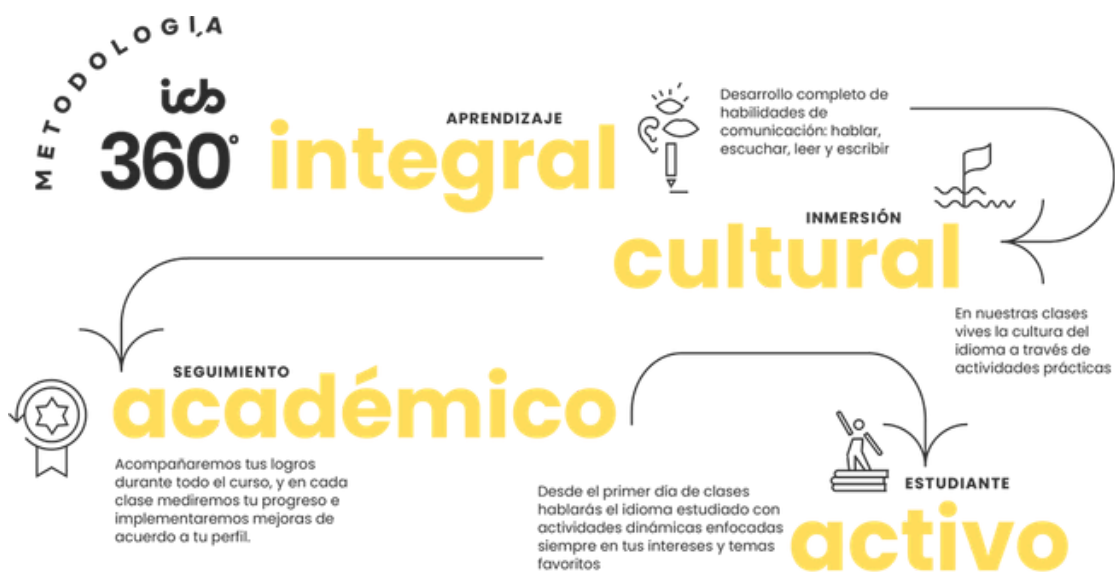 METODOLOGÍA
icb
360°
APRENDIZAJE
integral
Desarrollo completo de
habilidades de
comunicación: hablar,
escuchar, leer y escribir
INMERSIÓN
cultural
En nuestras clases
vives la cultura del
idioma a través de
actividades prácticas
SEGUIMIENTO
académico
Acompañaremos tus logros
durante todo el curso, y en cada
clase mediremos tu progreso e
implementaremos mejoras de
acuerdo a tu perfil.
ESTUDIANTE
activo
Desde el primer día de clases
hablarás el idioma estudiado con
actividades dinámicas enfocadas
siempre en tus intereses y temas
favoritos